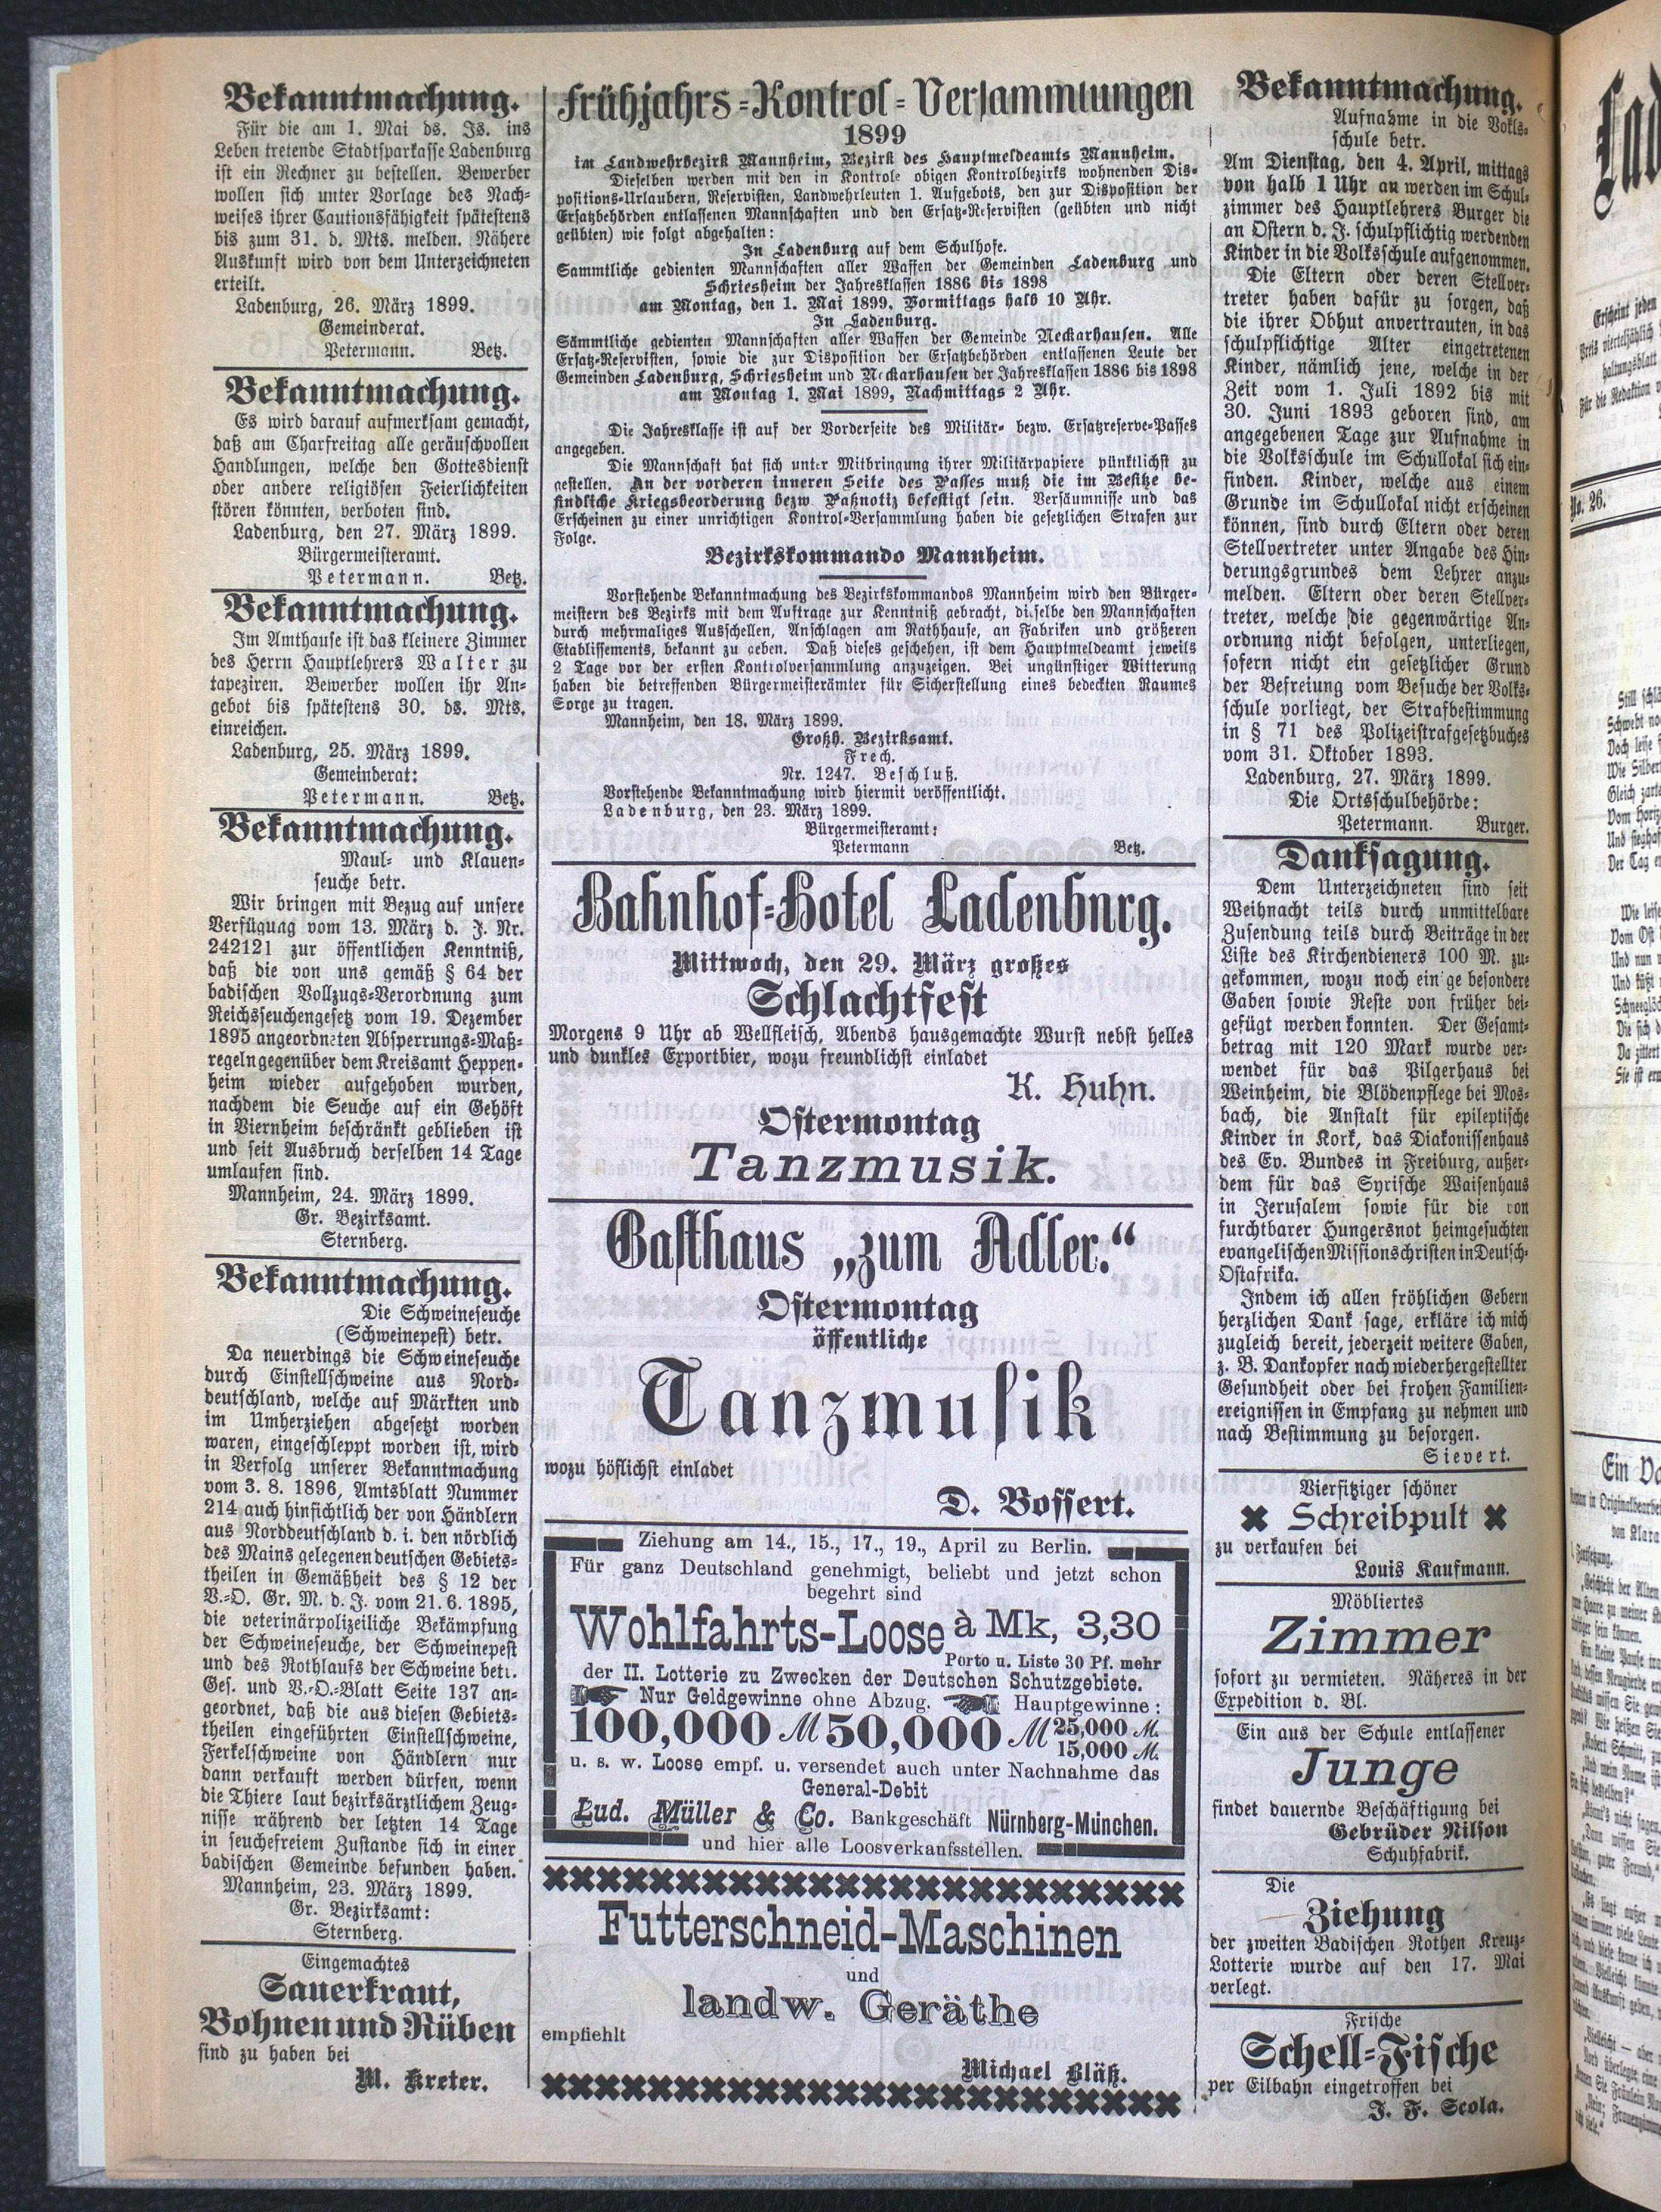 Bekanntmachung.
Für die am 1. Mai ds. Js. ins
Leben tretende Stadtsparkasse Ladenburg
ist ein Rechner zu bestellen. Bewerber
wollen sich unter Vorlage des Nach-
weises ihrer Cautionsfähigkeit spätestens
bis zum 31. d. Mts. melden. Nähere
Auskunft wird von dem Unterzeichneten
erteilt.
Ladenburg, 26. März 1899.
Gemeinderat.
Petermann. Betz.
Bekanntmachung.
Es wird darauf aufmerksam gemacht,
daß am Charfreitag alle geräuschvollen
Handlungen, welche den Gottesdienst
oder andere religiösen Feierlichkeiten
stören könnten, verboten sind.
Ladenburg, den 27. März 1899.
Bürgermeisteramt.
Petermann. Betz.
Bekanntmachung.
Im Amthause ist das kleinere Zimmer
des Herrn Hauptlehrers Walter zu
tapeziren. Bewerber wollen ihr An-
gebot bis spätestens 30. ds. Mts.
einreichen.
Ladenburg, 25. März 1899.
Gemeinderat:
Petermann. Betz.
Bekanntmachung.
Maul- und Klauen-
seuche betr.
Wir bringen mit Bezug auf unsere
Verfügung vom 13. März d. J. Nr.
242121 zur öffentlichen Kenntniß,
daß die von uns gemäß § 64 der
badischen Vollzugs-Verordnung zum
Reichsseuchengesetz vom 19. Dezember
1895 angeordneten Absperrungs-Maß-
regeln gegenüber dem Kreisamt Heppen-
heim wieder aufgehoben wurden,
nachdem die Seuche auf ein Gehöft
in Viernheim beschränkt geblieben ist
und seit Ausbruch derselben 14 Tage
umlaufen sind.
Mannheim, 24. März 1899.
Gr. Bezirksamt.
Sternberg.
Bekanntmachung.
Die Schweineseuche
(Schweinepest) betr.
Da neuerdings die Schweineseuche
durch Einstellschweine aus Nord-
deutschland, welche auf Märkten und
im Umherziehen abgesetzt worden
waren, eingeschleppt worden ist, wird
in Verfolg unserer Bekanntmachung
vom 3. 8. 1896, Amtsblatt Nummer
214 auch hinsichtlich der von Händlern
aus Norddeutschland d. i. den nördlich
des Mains gelegenen deutschen Gebiets-
theilen in Gemäßheit des § 12 der
V.-O. Gr. M. d. J. vom 21. 6. 1895,
die veterinärpolizeiliche Bekämpfung
der Schweineseuche, der Schweinepest
und des Rothlaufs der Schweine betr.
Ges. und V.-O.-Blatt Seite 137 an-
geordnet, daß die aus diesen Gebiets-
theilen eingeführten Einstellschweine,
Ferkelschweine von Händlern nur
dann verkauft werden dürfen, wenn
die Thiere laut bezirksärztlichem Zeug-
nisse während der letzten 14 Tage
in seuchefreiem Zustande sich in einer
badischen Gemeinde befunden haben.
Mannheim, 23. März 1899.
Gr. Bezirksamt:
Sternberg.
Eingemachtes
Sauerkraut,
Bohnen und Rüben
sind zu haben bei
M. Kreter.
Frühjahrs-Kontrol-Versammlungen
1899
im Landwehrbezirk Mannheim, Bezirk des Hauptmeldeamts Mannheim.
Dieselben werden mit den in Kontrole obigen Kontrolbezirks wohnenden Dis-
positions-Urlaubern, Reservisten, Landwehrleuten 1. Aufgebots, den zur Disposition der
Ersatzbehörden entlassenen Mannschaften und den Ersatz-Reservisten (geübten und nicht
geübten) wie folgt abgehalten:
In Ladenburg auf dem Schulhofe.
Sammtliche gedienten Mannschaften aller Waffen der Gemeinden Ladenburg und
Schriesheim der Jahresklassen 1886 bis 1898
am Montag, den 1. Mai 1899, Vormittags halb 10 Uhr.
In Ladenburg.
Sämmtliche gedienten Mannschaften aller Waffen der Gemeinde Neckarhausen. Alle
Ersatz-Reservisten, sowie die zur Disposition der Ersatzbehörden entlassenen Leute der
Gemeinden Ladenburg, Schriesheim und Neckarhausen der Jahresklassen 1886 bis 1898
am Montag 1. Mai 1899, Nachmittags 2 Uhr.
Die Jahresklasse ist auf der Vorderseite des Militär- bezw. Ersatzreserve-Passes
angegeben.
Die Mannschaft hat sich unter Mitbringung ihrer Militärpapiere pünktlichst zu
gestellen. An der vorderen inneren Seite des Passes muß die im Besitze be-
findliche Kriegsbeorderung bezw. Paßnotiz befestigt sein. Versäumnisse und das
Erscheinen zu einer unrichtigen Kontrol-Versammlung haben die gesetzlichen Strafen zur
Folge.
Bezirkskommando Mannheim.
Vorstehende Bekanntmachung des Bezirkskommandos Mannheim wird den Bürger-
meistern des Bezirks mit dem Auftrage zur Kenntniß gebracht, dieselbe den Mannschaften
durch mehrmaliges Ausschellen, Anschlagen am Rathhause, an Fabriken und größeren
Etablissements, bekannt zu geben. Daß dieses geschehen, ist dem Hauptmeldeamt jeweils
2 Tage vor der ersten Kontrolversammlung anzuzeigen. Bei ungünstiger Witterung
haben die betreffenden Bürgermeisterämter für Sicherstellung eines bedeckten Raumes
Sorge zu tragen.
Mannheim, den 18. März 1899.
Großh. Bezirksamt.
Frech.
Nr. 1247. Beschluß.
Vorstehende Bekanntmachung wird hiermit veröffentlicht.
Ladenburg, den 23. März 1899.
Bürgermeisteramt:
Petermann Betz.
Bahnhof-Hotel Ladenburg.
Mittwoch, den 29. März großes
Schlachtfest
Morgens 9 Uhr ab Wellfleisch, Abends hausgemachte Wurst nebst helles
und dunkles Exportbier, wozu freundlichst einladet
K. Huhn.
Ostermontag
Tanzmusik.
Gasthaus „zum Adler.“
Ostermontag
öffentliche
Tanzmusik
wozu höflichst einladet
D. Bossert.
Ziehung am 14., 15., 17., 19., April zu Berlin.
Für ganz Deutschland genehmigt, beliebt und jetzt schon
begehrt sind
Wohlfahrts-Loose à Mk, 3,30
Porto u. Liste 30 Pf. mehr
der II. Lotterie zu Zwecken der Deutschen Schutzgebiete.
Nur Geldgewinne ohne Abzug. Hauptgewinne:
100,000 M 50,000 M 25,000 M.
15,000 M.
u. s. w. Loose empf. u. versendet auch unter Nachnahme das
General-Debit
Lud. Müller & Co. Bankgeschäft Nürnberg-München.
und hier alle Loosverkaufsstellen.
Futterschneid-Maschinen
und
landw. Geräthe
empfiehlt
Michael Bläß.
Bekanntmachung.
Aufnahme in die Volks-
schule betr.
Am Dienstag, den 4. April, mittags
von halb 1 Uhr an werden im Schul-
zimmer des Hauptlehrers Burger die
an Ostern d. J. schulpflichtig werdenden
Kinder in die Volksschule aufgenommen.
Die Eltern oder deren Stellver-
treter haben dafür zu sorgen, daß
die ihrer Obhut anvertrauten, in das
schulpflichtige Alter eingetretenen
Kinder, nämlich jene, welche in der
Zeit vom 1. Juli 1892 bis mit
30. Juni 1893 geboren sind, am
angegebenen Tage zur Aufnahme in
die Volksschule im Schullokal sich ein-
finden. Kinder, welche aus einem
Grunde im Schullokal nicht erscheinen
können, sind durch Eltern oder deren
Stellvertreter unter Angabe des Hin-
derungsgrundes dem Lehrer anzu-
melden. Eltern oder deren Stellver-
treter, welche die gegenwärtige An-
ordnung nicht befolgen, unterliegen,
sofern nicht ein gesetzlicher Grund
der Befreiung vom Besuche der Volks-
schule vorliegt, der Strafbestimmung
in § 71 des Polizeistrafgesetzbuches
vom 31. Oktober 1893.
Ladenburg, 27. März 1899.
Die Ortsschulbehörde:
Petermann. Burger.
Danksagung.
Dem Unterzeichneten sind seit
Weihnacht teils durch unmittelbare
Zusendung teils durch Beiträge in der
Liste des Kirchendieners 100 M. zu-
gekommen, wozu noch einige besondere
Gaben sowie Reste von früher bei-
gefügt werden konnten. Der Gesamt-
betrag mit 120 Mark wurde ver-
wendet für das Pilgerhaus bei
Weinheim, die Blödenpflege bei Mos-
bach, die Anstalt für epileptische
Kinder in Kork, das Diakonissenhaus
des Ev. Bundes in Freiburg, außer-
dem für das Syrische Waisenhaus
in Jerusalem sowie für die von
furchtbarer Hungersnot heimgesuchten
evangelischen Missionschristen in Deutsch-
Ostafrika.
Indem ich allen fröhlichen Gebern
herzlichen Dank sage, erkläre ich mich
zugleich bereit, jederzeit weitere Gaben,
z. B. Dankopfer nach wiederhergestellter
Gesundheit oder bei frohen Familien-
ereignissen in Empfang zu nehmen und
nach Bestimmung zu besorgen.
Sievert.
Viersitziger schöner
Schreibpult
zu verkaufen bei
Louis Kaufmann.
Möbliertes
Zimmer
sofort zu vermieten. Näheres in der
Expedition d. Bl.
Ein aus der Schule entlassener
Junge
findet dauernde Beschäftigung bei
Gebrüder Nilson
Schuhfabrik.
Die
Ziehung
der zweiten Badischen Rothen Kreuz-
Lotterie wurde auf den 17. Mai
verlegt.
Frische
Schell-Fische
per Eilbahn eingetroffen bei
J. F. Scola.
Lad
Erscheint jeden
No. 26.